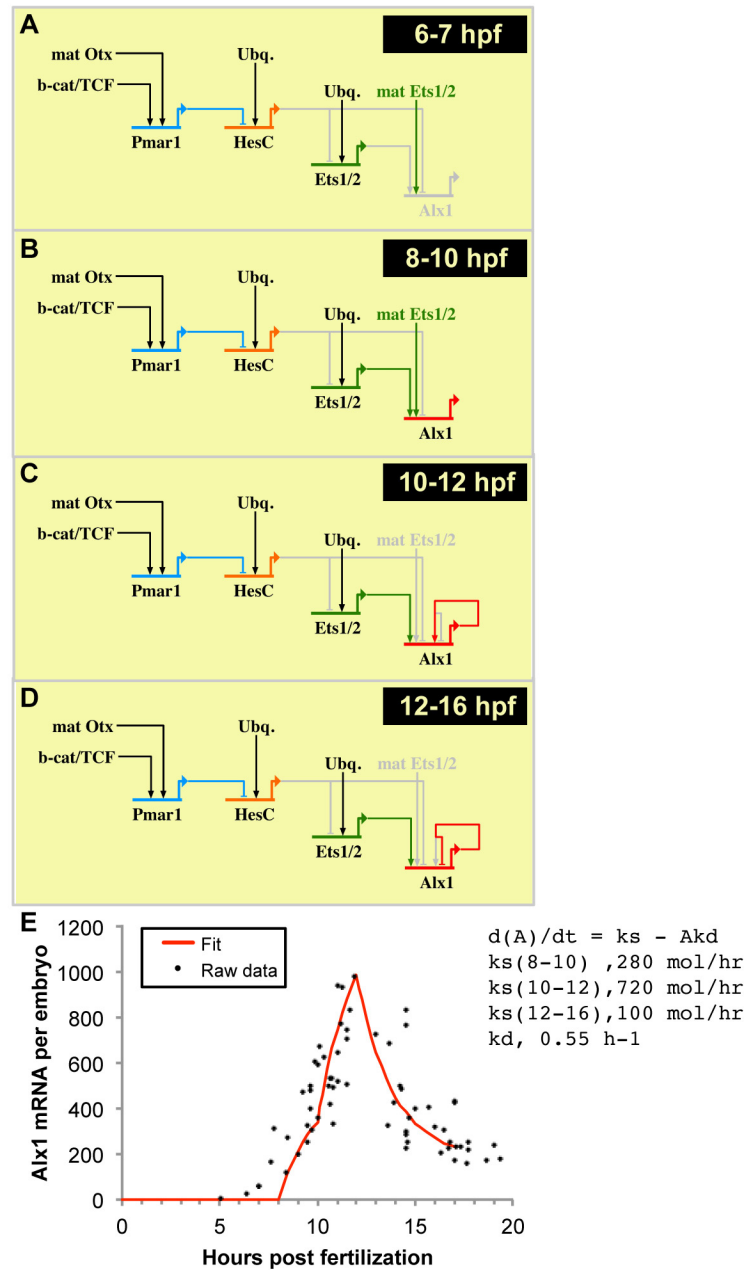 A
6-7 hpf
mat Otx
Ubq.
b-cat/TCF
Ubq.
mat Ets1/2
Pmar1
HesC
Ets1/2
Alx1
B
8-10 hpf
mat Otx
Ubq.
b-cat/TCF
Ubq.
mat Ets1/2
Pmar1
HesC
Ets1/2
Alx1
C
10-12 hpf
mat Otx
Ubq.
b-cat/TCF
Ubq.
mat Ets1/2
Pmar1
HesC
Ets1/2
Alx1
D
12-16 hpf
mat Otx
Ubq.
b-cat/TCF
Ubq.
mat Ets1/2
Pmar1
HesC
Ets1/2
Alx1
E
Fit
Raw data
d(A)/dt = ks - Akd
ks(8-10) ,280 mol/hr
ks(10-12),720 mol/hr
ks(12-16),100 mol/hr
kd, 0.55 h-1
Alx1 mRNA per embryo
1200
1000
800
600
400
200
0
0 5 10 15 20
Hours post fertilization